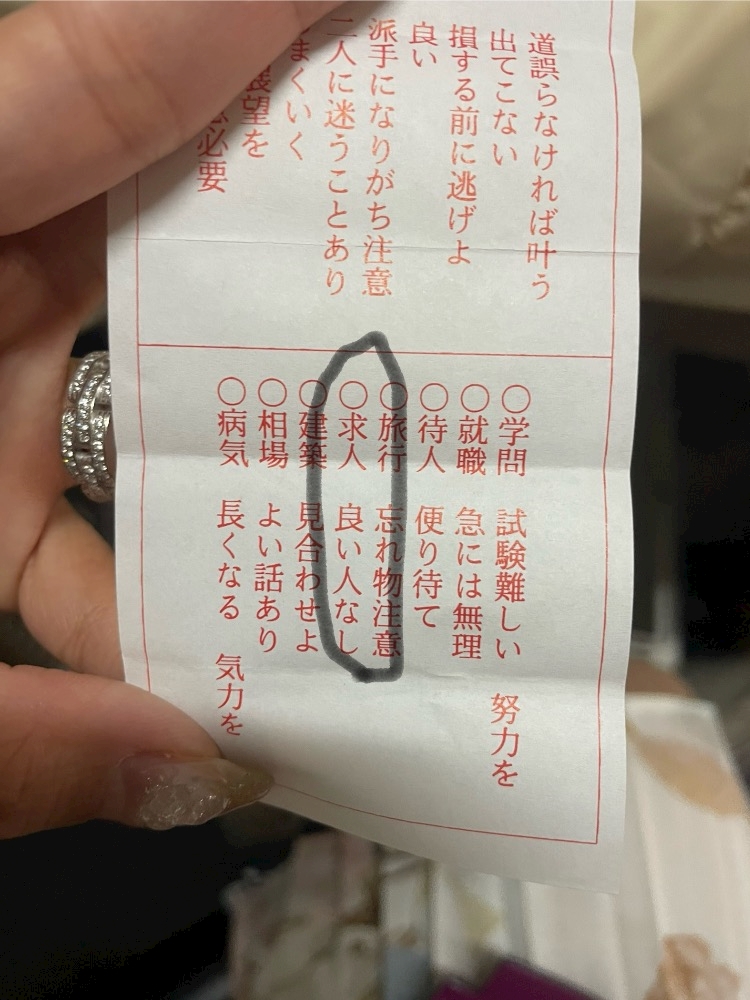 道誤らなければ叶う
出てこない
損する前に逃げよ
良い
派手になりがち注意
二人に迷うことあり
まくいく
展望を
必要
○学問 試験難しい 努力を
○就職 急には無理
○待人 便り待て
○旅行 忘れ物注意
○求人 良い人なし
○建築 見合わせよ
○相場 よい話あり
○病気 長くなる 気力を